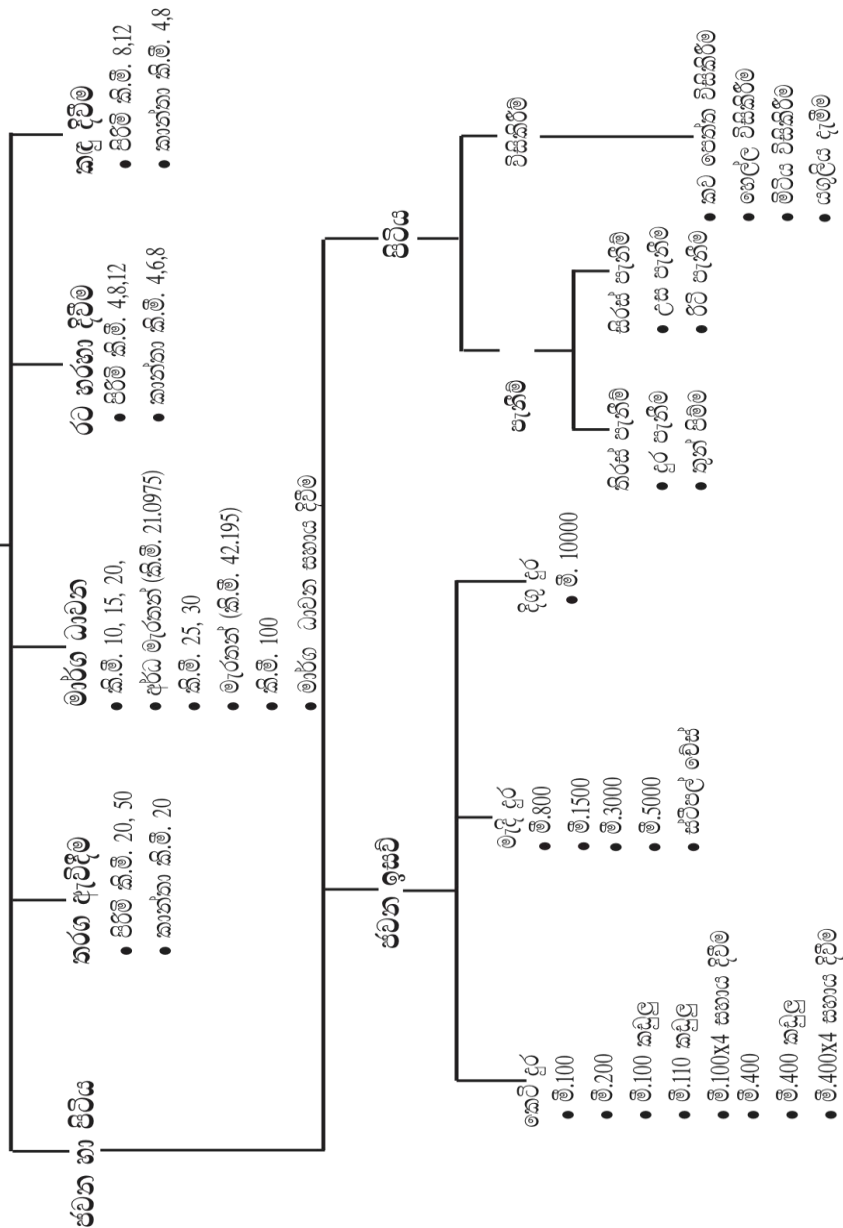 ජවන හා පිටිය
තරග ඇවිදීම
● පිරිමි කි.මී. 20, 50
● කාන්තා කි.මී. 20
මාර්ග ධාවන
● කි.මී. 10, 15, 20,
● අර්ධ මැරතන් (කි.මී. 21.0975)
● කි.මී. 25, 30
● මැරතන් (කි.මී. 42.195)
● කි.මී. 100
● මාර්ග ධාවන සහාය දිවීම
රට හරහා දිවීම
● පිරිමි කි.මී. 4,8,12
● කාන්තා කි.මී. 4,6,8
කඳු දිවීම
● පිරිමි කි.මී. 8,12
● කාන්තා කි.මී. 4,8
ජවන ඉසව්
පිටිය
කෙටි දුර
● මී.100
● මී.200
● මී.100 කඩුලු
● මී.110 කඩුලු
● මී.100X4 සහාය දිවීම
● මී.400
● මී.400 කඩුලු
● මී.400x4 සහාය දිවීම
මැදි දුර
● මී.800
● මී.1500
● මී.3000
● මී.5000
● ස්ටීපල් චේස්
දිගු දුර
● මී. 10000
පැනීම්
තිරස් පැනීම්
● දුර පැනීම
● තුන් පිම්ම
සිරස් පැනීම්
● උස පැනීම
● රිටි පැනීම
විසිකිරීම්
● කව පෙත්ත විසිකිරීම
● හෙල්ල විසිකිරීම
● මිටිය විසිකිරීම
● යගුලිය දැමීම